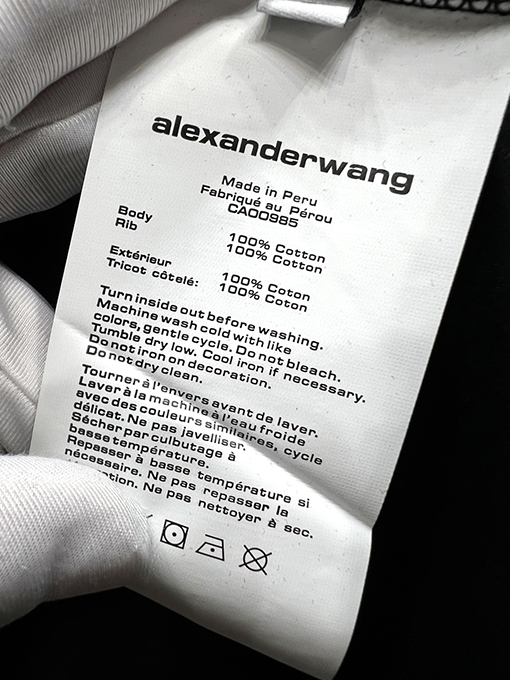 alexanderwang
Made in Peru
Fabriqué au Pérou
CA00985
Body 100% Cotton
Rib 100% Cotton
Extérieur 100% Coton
Tricot côtelé: 100% Coton
Turn inside out before washing.
Machine wash cold with like
colors, gentle cycle. Do not bleach.
Tumble dry low. Cool iron if necessary.
Do not iron on decoration.
Do not dry clean.
Tourner à l'envers avant de laver.
Laver à la machine à l'eau froide
avec des couleurs similaires, cycle
délicat. Ne pas javelliser.
Sécher par culbutage à
basse température.
Repasser à basse température si
nécessaire. Ne pas repasser la
Ne pas nettoyer à sec.